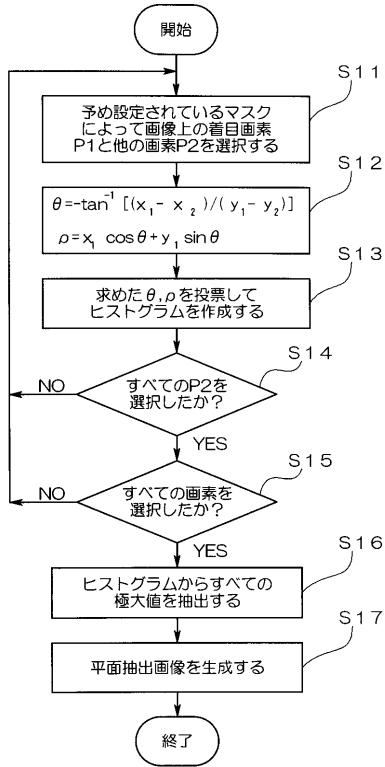 開始
S11
予め設定されているマスク
によって画像上の着目画素
P1と他の画素P2を選択する
S12
θ=-tan⁻¹ [(x₁- x₂)/(y₁- y₂)]
ρ=x₁ cosθ+y₁ sinθ
S13
求めたθ,ρを投票して
ヒストグラムを作成する
S14
すべてのP2を
選択したか?
NO
YES
S15
すべての画素を
選択したか?
NO
YES
S16
ヒストグラムからすべての
極大値を抽出する
S17
平面抽出画像を生成する
終了